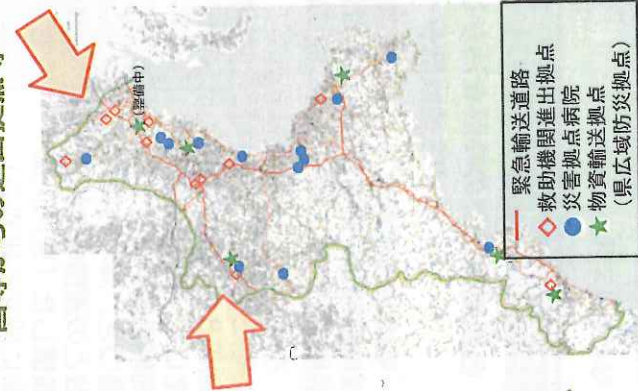 (整備中)
緊急輸送道路
救助機関進出拠点
災害拠点病院
物資輸送拠点
(県広域防災拠点)